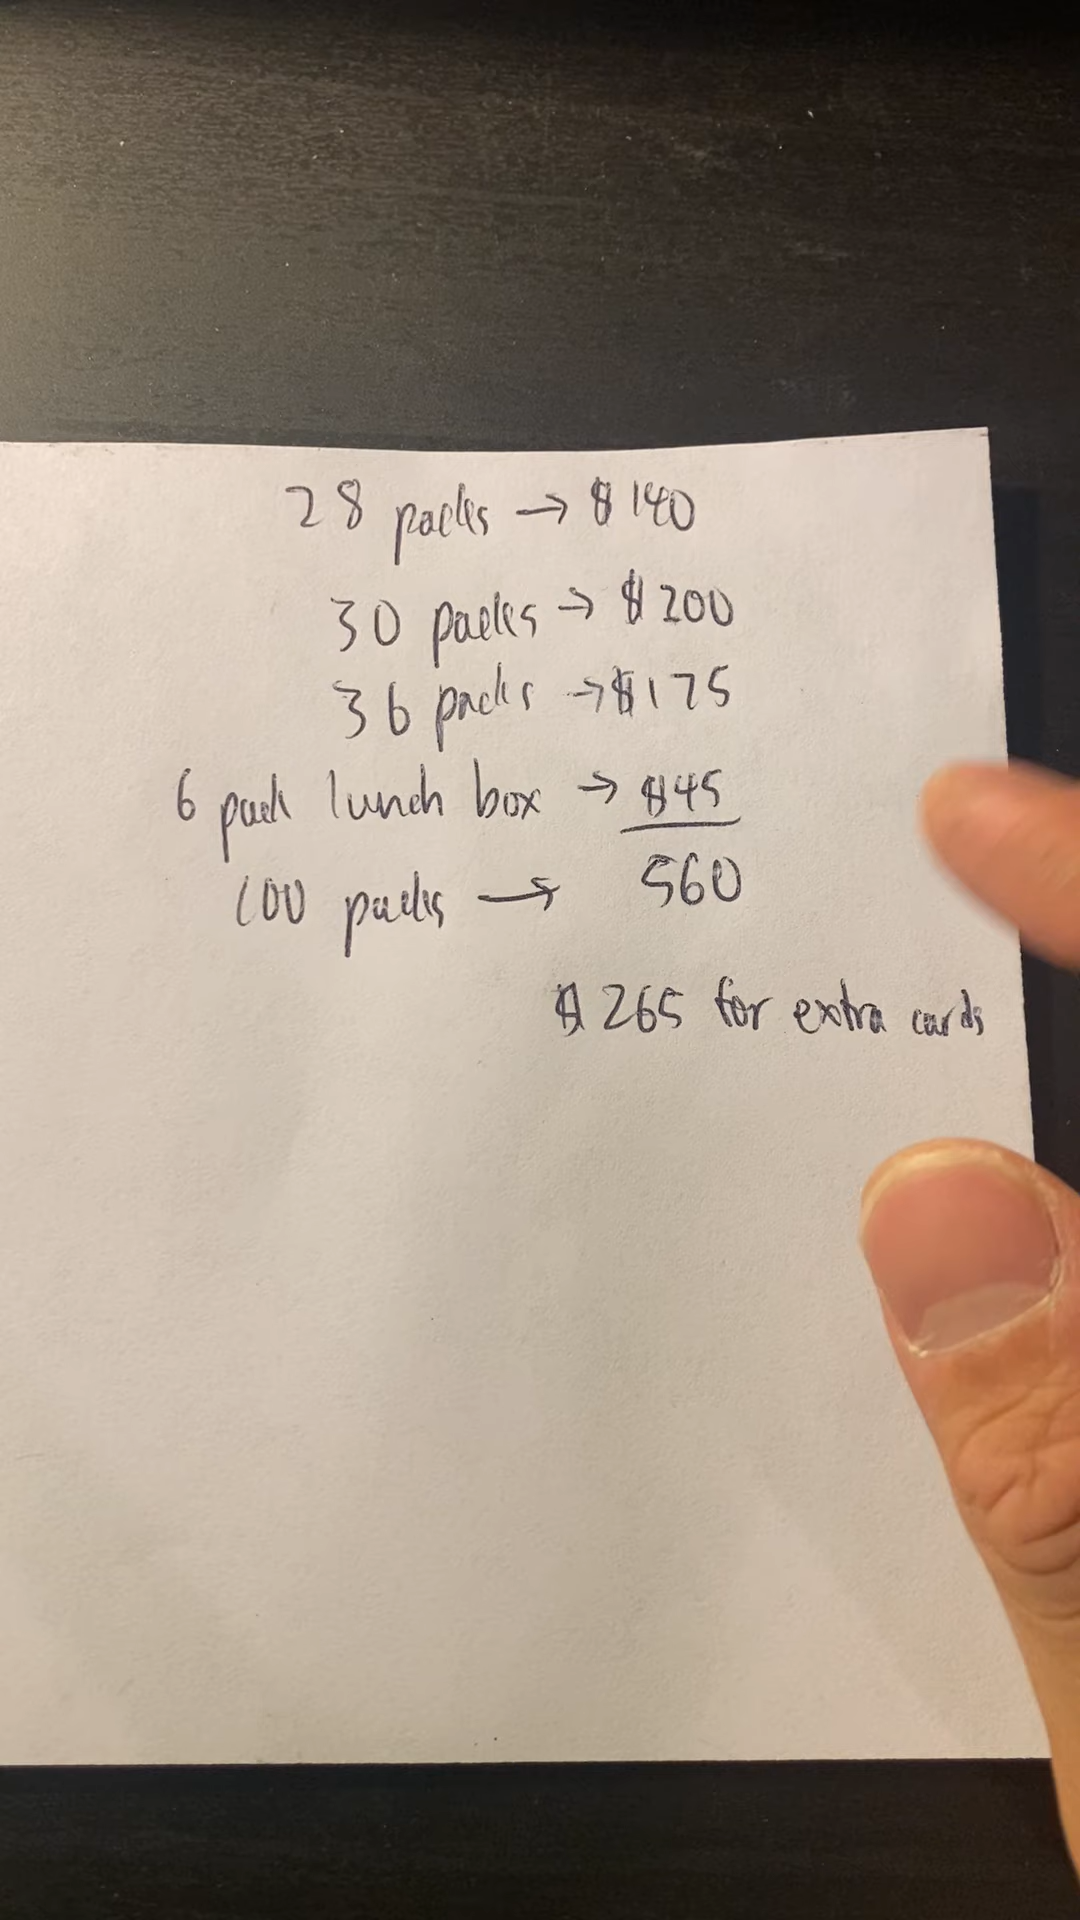 28 packs → $140
30 packs → $200
36 packs → $175
6 pack lunch box → $45
100 packs → 560
$265 for extra cards